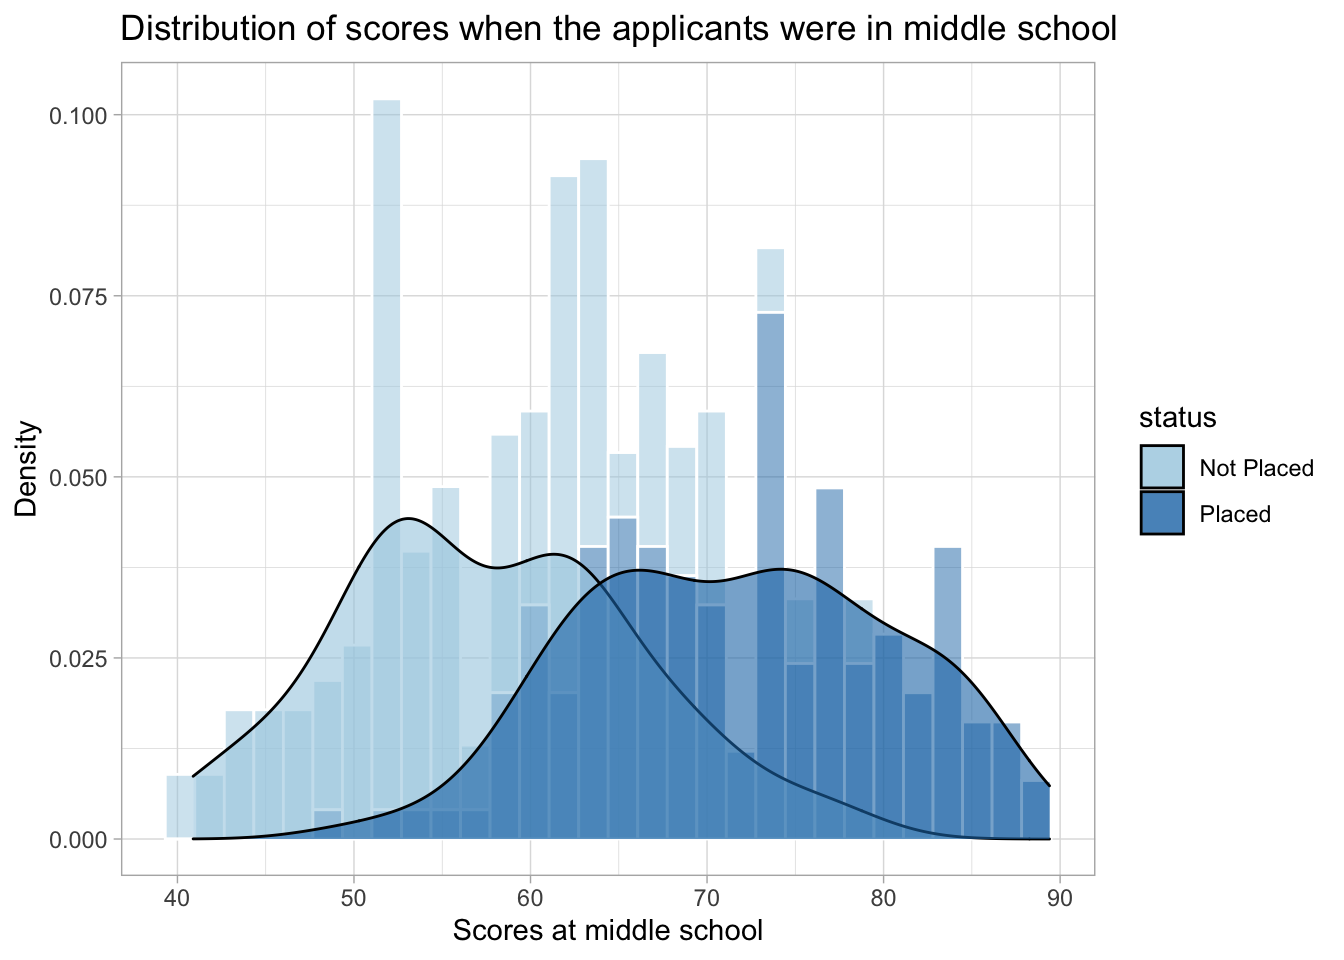 Distribution of scores when the applicants were in middle school
0.100
0.075
0.050
0.025
0.000
Density
40 50 60 70 80 90
Scores at middle school
status
Not Placed
Placed